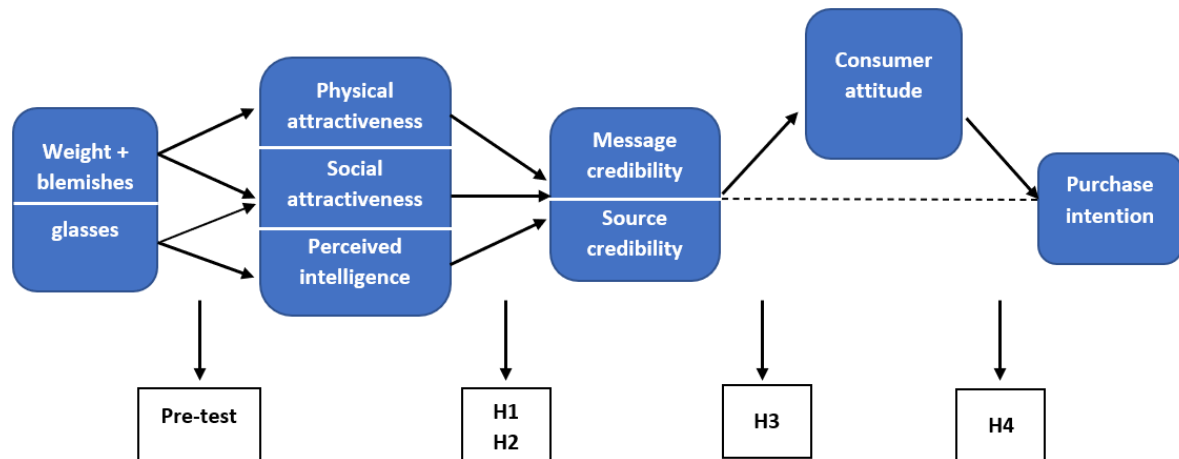 Weight +
blemishes
glasses
Physical
attractiveness
Social
attractiveness
Perceived
intelligence
Message
credibility
Source
credibility
Consumer
attitude
Purchase
intention
Pre-test
H1
H2
H3
H4